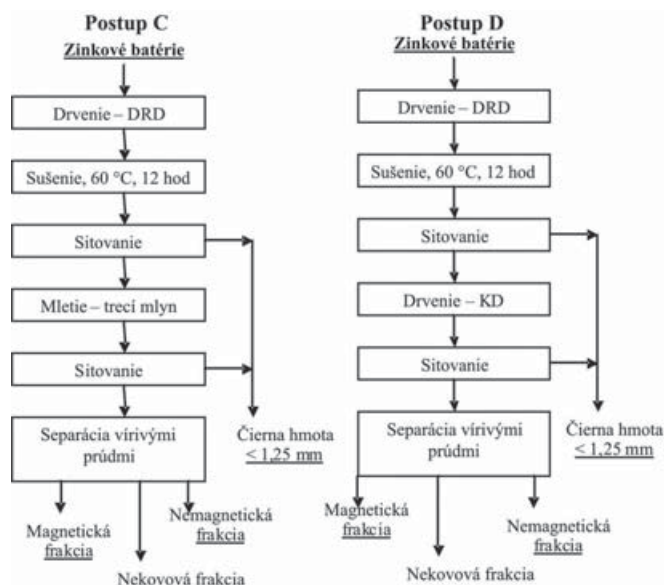 Postup C
Zinkové batérie
Drvenie – DRD
Sušenie, 60 °C, 12 hod
Sitovanie
Mletie – trecí mlyn
Sitovanie
Separácia vírivými
prúdmi
Čierna hmota
< 1,25 mm
Magnetická
frakcia
Nemagnetická
frakcia
Nekovová frakcia
Postup D
Zinkové batérie
Drvenie – DRD
Sušenie, 60 °C, 12 hod
Sitovanie
Drvenie – KD
Sitovanie
Separácia vírivými
prúdmi
Čierna hmota
< 1,25 mm
Magnetická
frakcia
Nemagnetická
frakcia
Nekovová frakcia